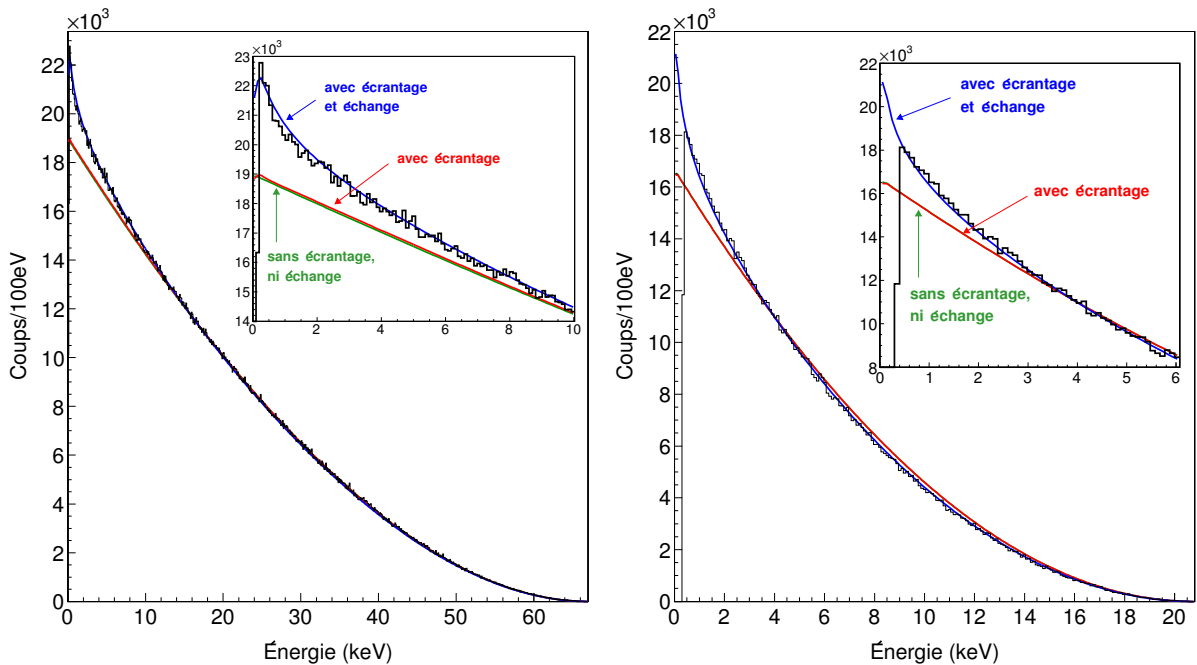 ×10³
22
20
18
16
14
12
10
8
6
4
2
0
Coups/100eV
0 10 20 30 40 50 60
Énergie (keV)
×10³
23
22
21
20
19
18
17
16
15
14
0 2 4 6 8 10
avec écrantage
et échange
avec écrantage
sans écrantage,
ni échange
×10³
22
20
18
16
14
12
10
8
6
4
2
0
Coups/100eV
0 2 4 6 8 10 12 14 16 18 20
Énergie (keV)
×10³
22
20
18
16
14
12
10
8
0 1 2 3 4 5 6
avec écrantage
et échange
avec écrantage
sans écrantage,
ni échange